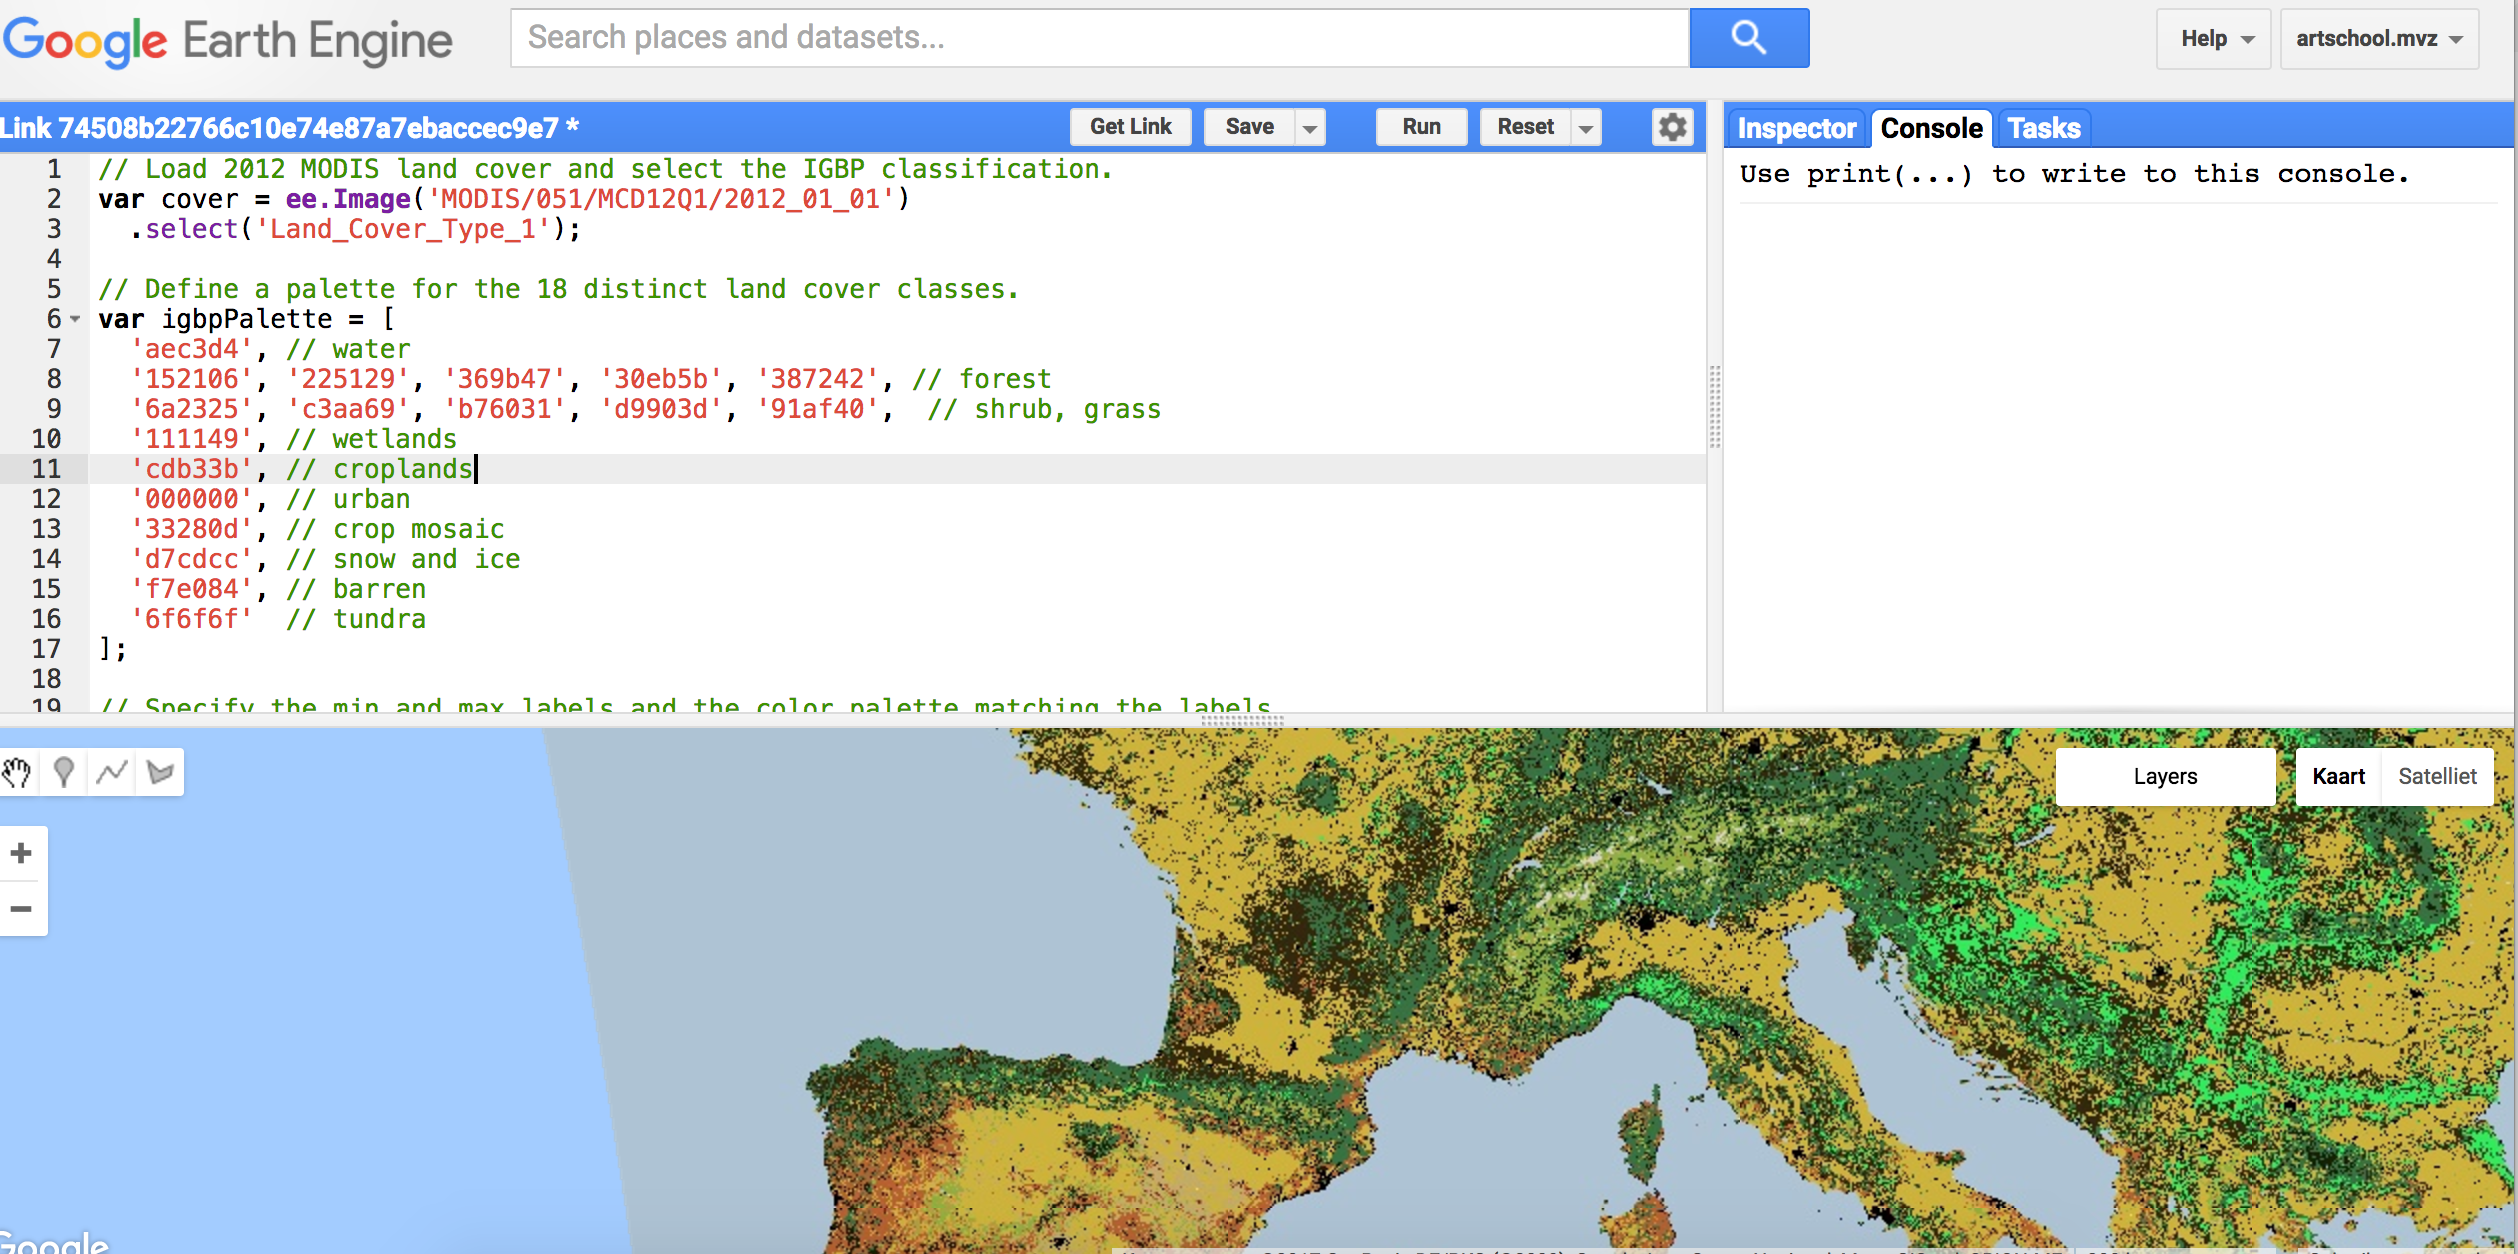 Google Earth Engine
Search places and datasets...
Help
artschool.mvz
Link 74508b22766c10e74e87a7ebaccec9e7 *
Get Link
Save
Run
Reset
Inspector
Console
Tasks
Use print(...) to write to this console.
1 // Load 2012 MODIS land cover and select the IGBP classification.
2 var cover = ee.Image('MODIS/051/MCD12Q1/2012_01_01')
3 .select('Land_Cover_Type_1');
4
5 // Define a palette for the 18 distinct land cover classes.
6 var igbpPalette = [
7 'aec3d4', // water
8 '152106', '225129', '369b47', '30eb5b', '387242', // forest
9 '6a2325', 'c3aa69', 'b76031', 'd9903d', '91af40', // shrub, grass
10 '111149', // wetlands
11 'cdb33b', // croplands
12 '000000', // urban
13 '33280d', // crop mosaic
14 'd7cdcc', // snow and ice
15 'f7e084', // barren
16 '6f6f6f' // tundra
17 ];
18
19 // Specify the min and max labels and the color palette matching the labels
Layers
Kaart
Satelliet
Google